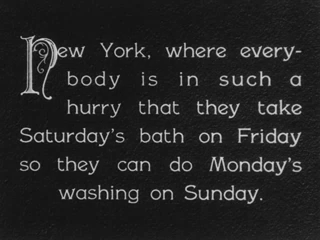 New York, where every-
body is in such a
hurry that they take
Saturday's bath on Friday
so they can do Monday's
washing on Sunday.